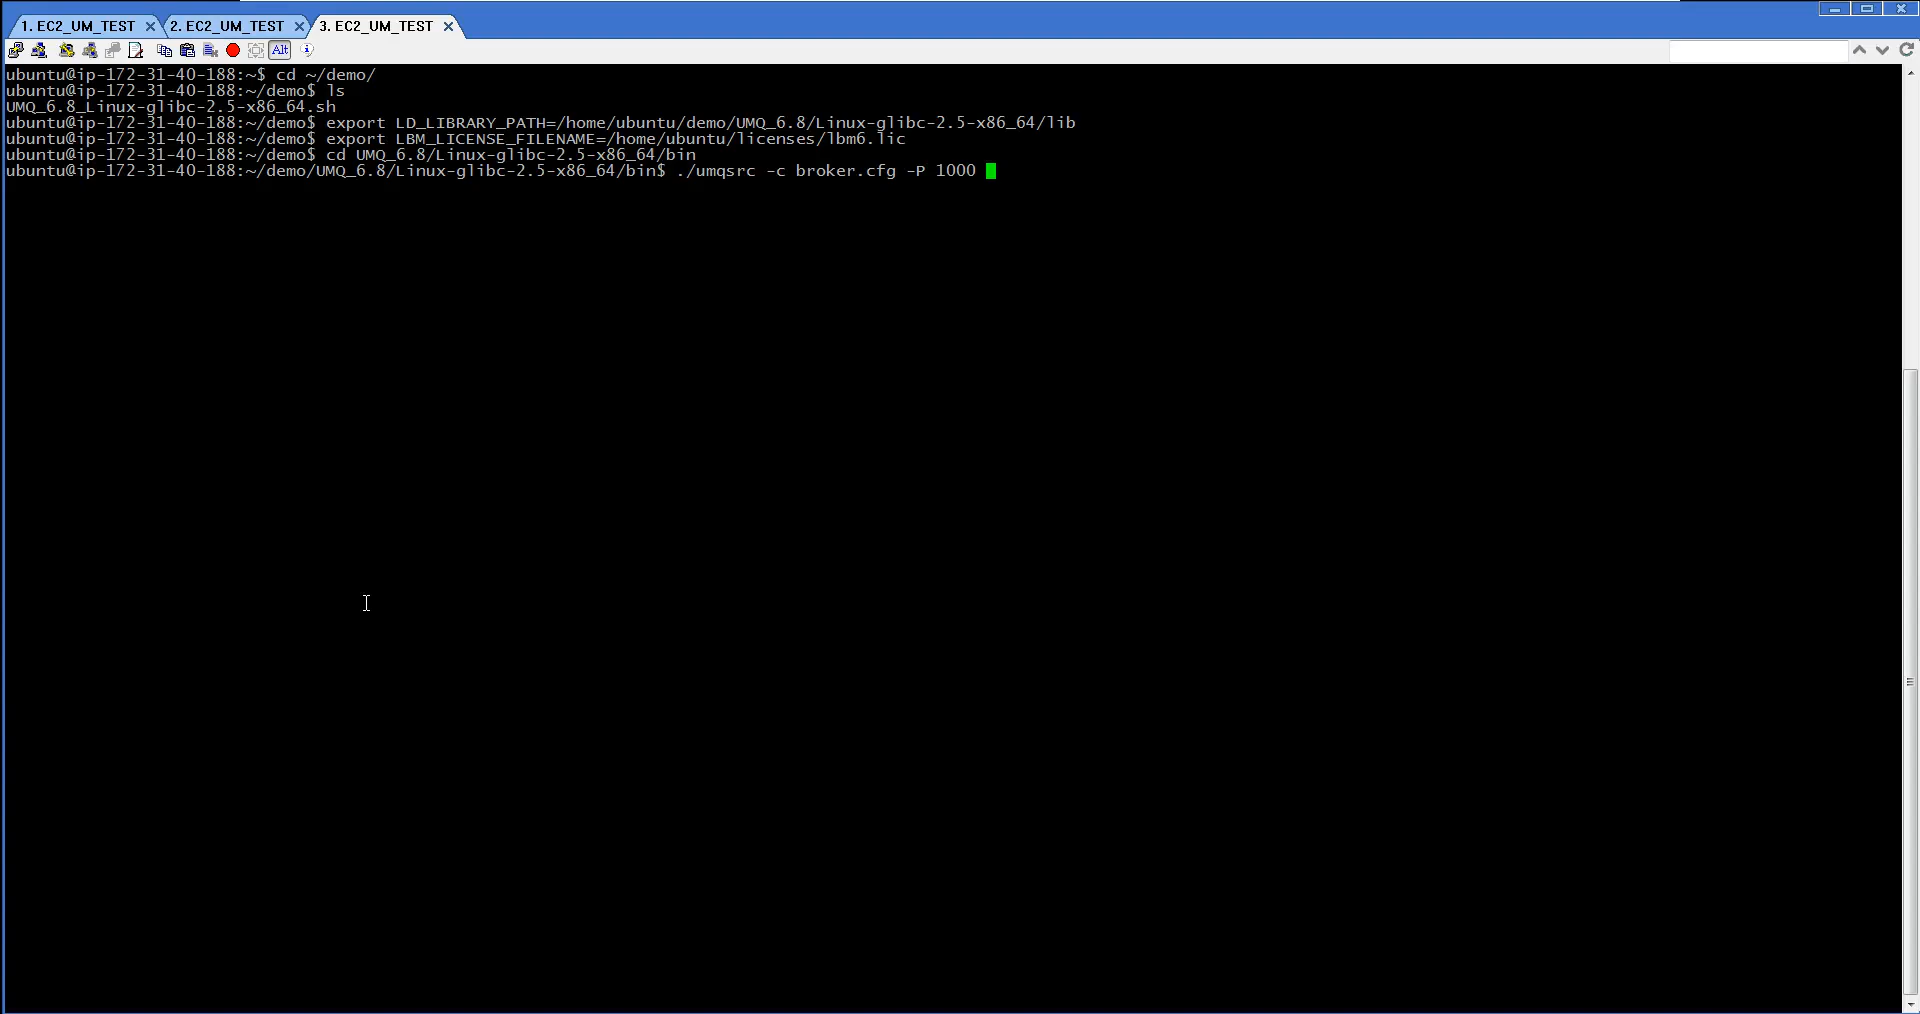 1. EC2_UM_TEST 2. EC2_UM_TEST 3. EC2_UM_TEST
Alt
ubuntu@ip-172-31-40-188:~$ cd ~/demo/
ubuntu@ip-172-31-40-188:~/demo$ ls
UMQ_6.8_Linux-glibc-2.5-x86_64.sh
ubuntu@ip-172-31-40-188:~/demo$ export LD_LIBRARY_PATH=/home/ubuntu/demo/UMQ_6.8/Linux-glibc-2.5-x86_64/lib
ubuntu@ip-172-31-40-188:~/demo$ export LBM_LICENSE_FILENAME=/home/ubuntu/licenses/lbm6.lic
ubuntu@ip-172-31-40-188:~/demo$ cd UMQ_6.8/Linux-glibc-2.5-x86_64/bin
ubuntu@ip-172-31-40-188:~/demo/UMQ_6.8/Linux-glibc-2.5-x86_64/bin$ ./umqsrc -c broker.cfg -P 1000